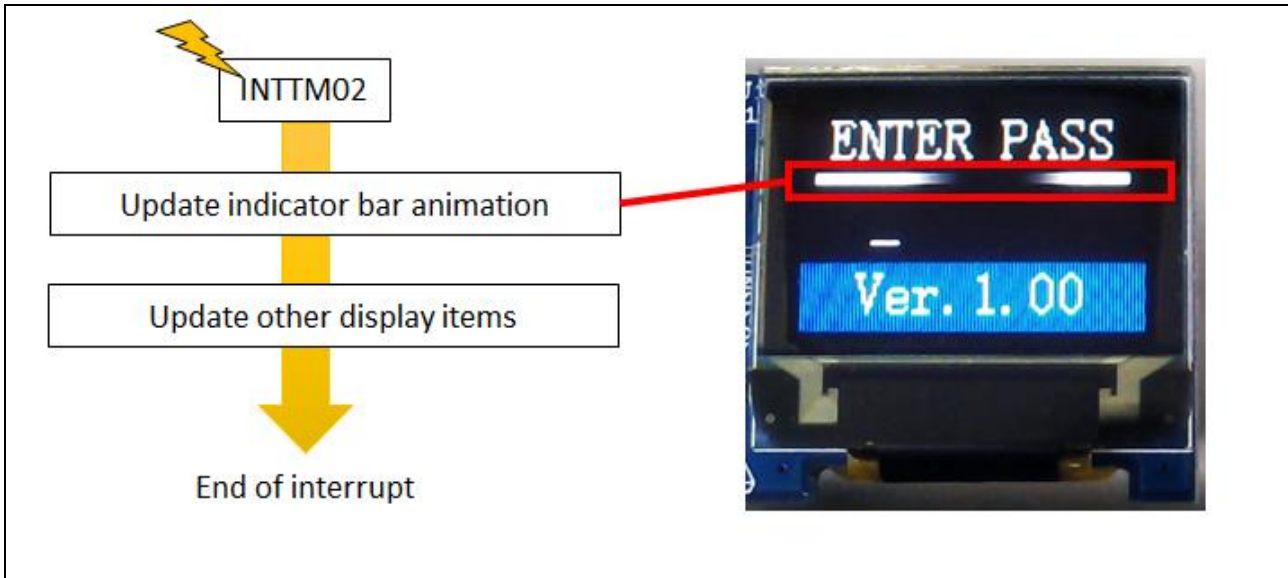 INTTM02
Update indicator bar animation
Update other display items
End of interrupt
ENTER PASS
Ver.1.00